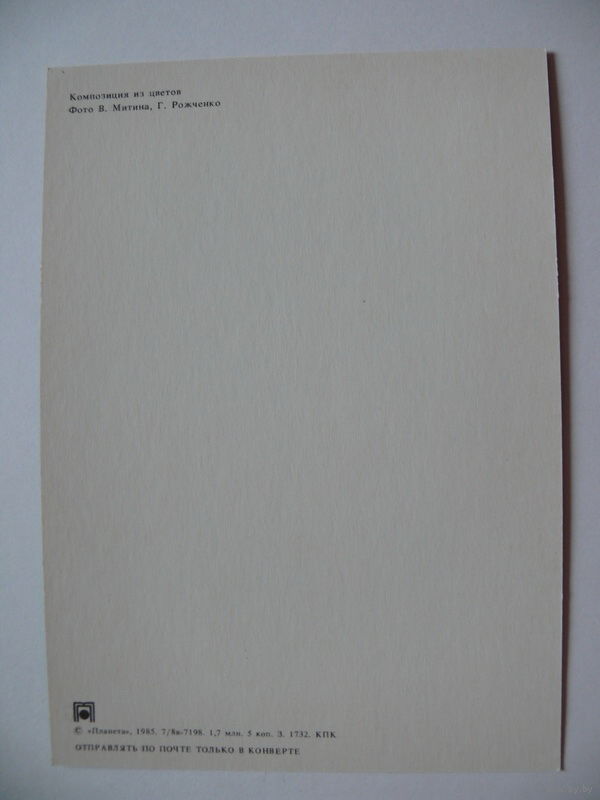 Композиция из цветов
Фото В. Митина, Г. Рожченко
© «Планета», 1985. 7/8в-7198. 1,7 млн. 5 коп. З. 1732. КПК
ОТПРАВЛЯТЬ ПО ПОЧТЕ ТОЛЬКО В КОНВЕРТЕ